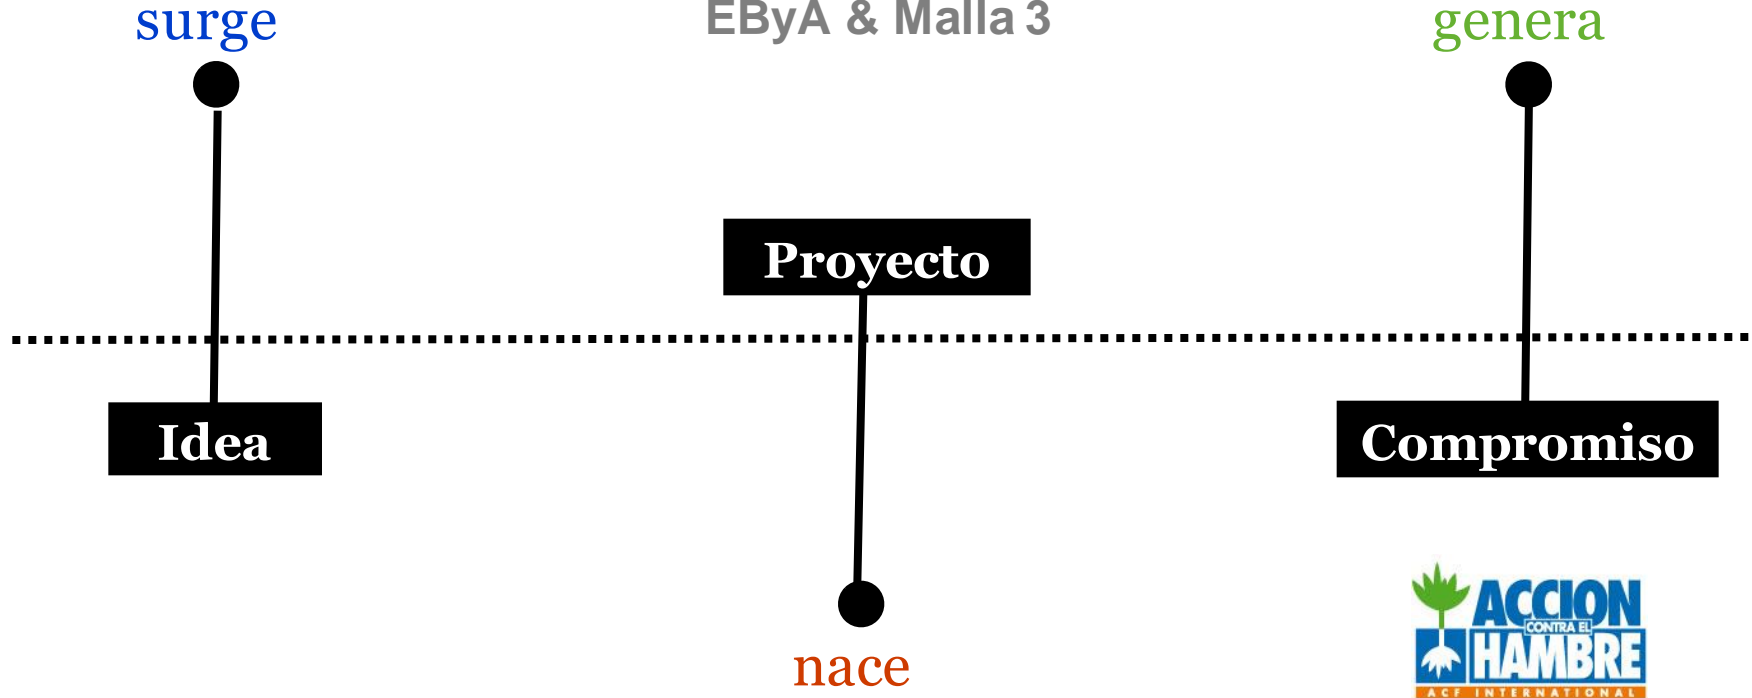 surge
EByA & Malla 3
genera
Proyecto
Idea
Compromiso
nace
ACCION
CONTRA EL
HAMBRE
ACF INTERNATIONAL